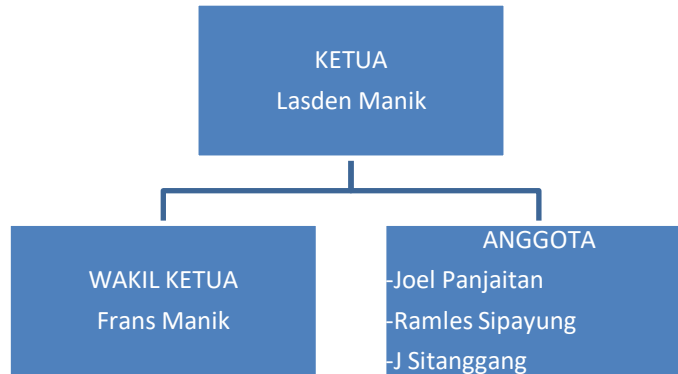 KETUA
Lasden Manik
WAKIL KETUA
Frans Manik
ANGGOTA
-Joel Panjaitan
-Ramles Sipayung
-J Sitanggang